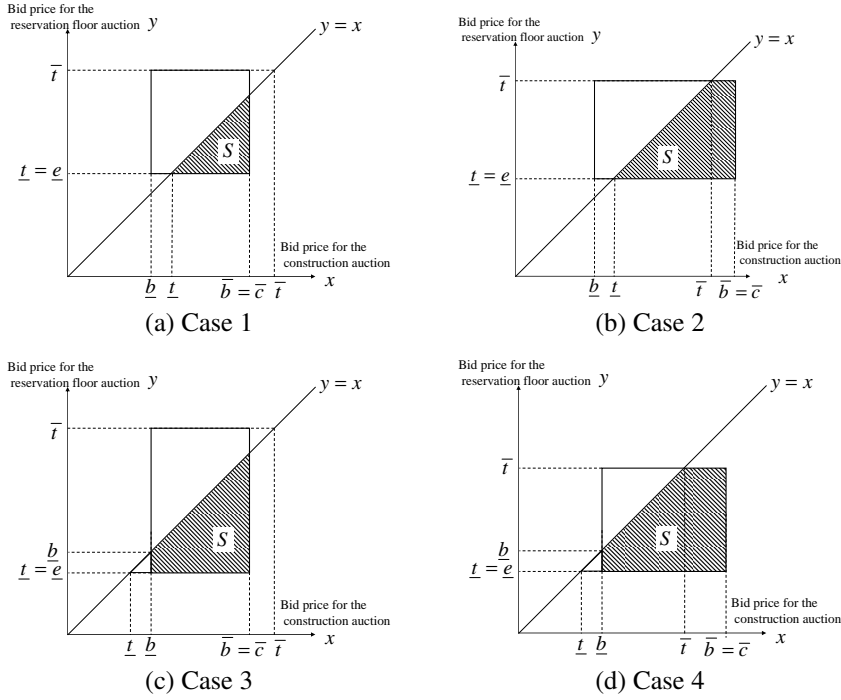 Bid price for the
reservation floor auction y
y = x
t̅
S
t̲ = e̲
Bid price for the
construction auction
b̲ t̲ b̅ = c̅ t̅ x
(a) Case 1
Bid price for the
reservation floor auction y
y = x
t̅
S
t̲ = e̲
Bid price for the
construction auction
b̲ t̲ t̅ b̅ = c̅ x
(b) Case 2
Bid price for the
reservation floor auction y
y = x
t̅
S
b̲
t̲ = e̲
Bid price for the
construction auction
t̲ b̲ b̅ = c̅ t̅ x
(c) Case 3
Bid price for the
reservation floor auction y
y = x
t̅
S
b̲
t̲ = e̲
Bid price for the
construction auction
t̲ b̲ t̅ b̅ = c̅ x
(d) Case 4